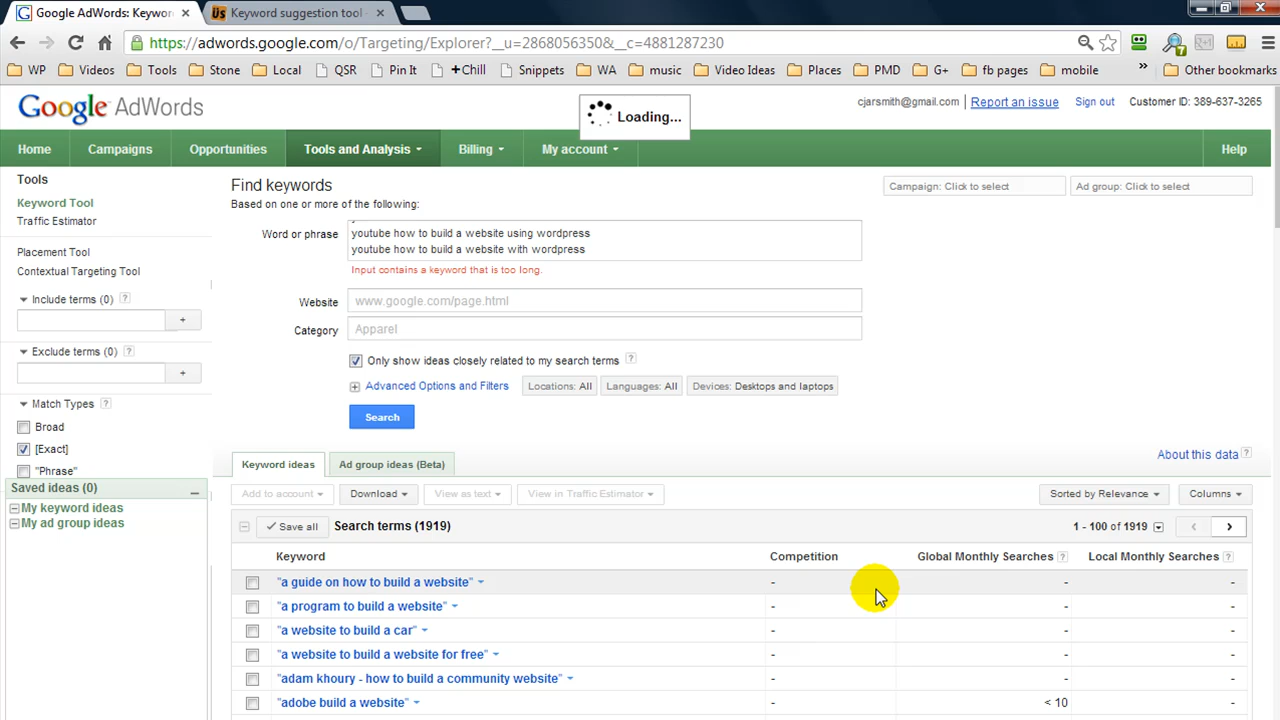 Google AdWords: Keywor
Keyword suggestion tool
https://adwords.google.com/o/Targeting/Explorer?__u=2868056350&__c=4881287230
WP Videos Tools Stone Local QSR Pin It +Chill Snippets WA music Video Ideas Places PMD G+ fb pages mobile » Other bookmarks
Google AdWords
Loading...
cjarsmith@gmail.com Report an issue Sign out Customer ID: 389-637-3265
Home Campaigns Opportunities Tools and Analysis Billing My account Help
Tools
Keyword Tool
Traffic Estimator
Placement Tool
Contextual Targeting Tool
Include terms (0) ?
+
Exclude terms (0) ?
+
Match Types ?
Broad
[Exact]
"Phrase"
Saved ideas (0)
My keyword ideas
My ad group ideas
Find keywords
Based on one or more of the following:
Campaign: Click to select Ad group: Click to select
Word or phrase
youtube how to build a website using wordpress
youtube how to build a website with wordpress
Input contains a keyword that is too long.
Website www.google.com/page.html
Category Apparel
Only show ideas closely related to my search terms ?
Advanced Options and Filters Locations: All Languages: All Devices: Desktops and laptops
Search
About this data ?
Keyword ideas Ad group ideas (Beta)
Add to account Download View as text View in Traffic Estimator Sorted by Relevance Columns
Save all Search terms (1919) 1 - 100 of 1919
Keyword Competition Global Monthly Searches ? Local Monthly Searches ?
"a guide on how to build a website" - - -
"a program to build a website" - - -
"a website to build a car" - - -
"a website to build a website for free" - - -
"adam khoury - how to build a community website" - - -
"adobe build a website" - < 10 -